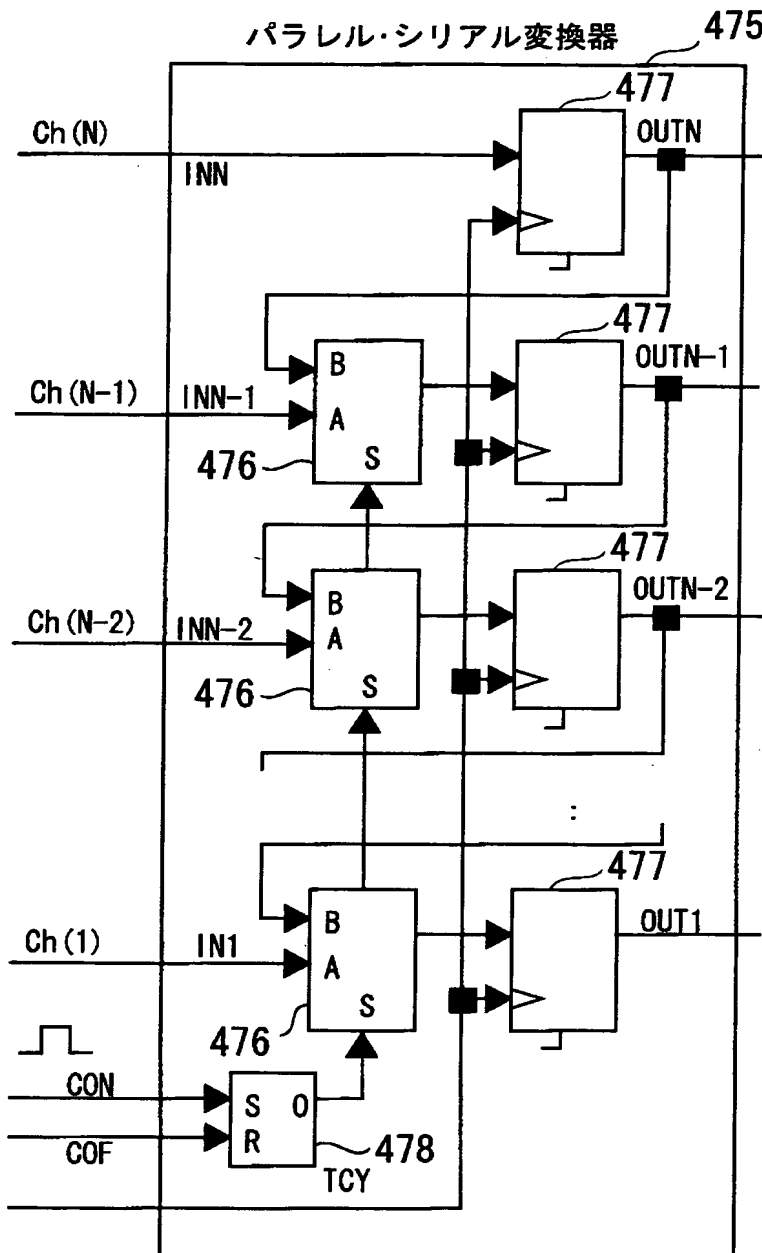 パラレル・シリアル変換器
475
477
Ch(N)
INN
OUTN
477
Ch(N-1)
INN-1
B
A
S
476
OUTN-1
477
Ch(N-2)
INN-2
B
A
S
476
OUTN-2
:
477
Ch(1)
IN1
B
A
S
476
OUT1
CON
COF
S O
R
478
TCY